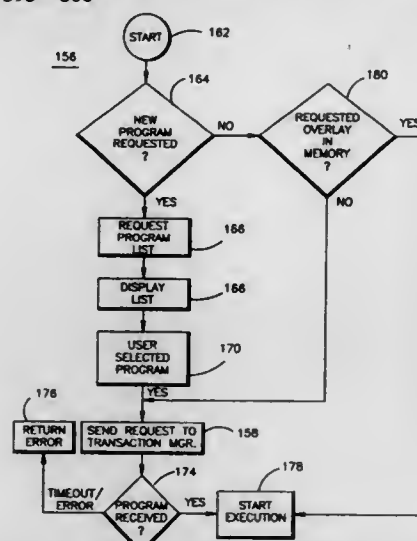 START
162
156
164
180
NEW
PROGRAM
REQUESTED
?
NO
REQUESTED
OVERLAY
IN
MEMORY
?
YES
YES
NO
REQUEST
PROGRAM
LIST
166
DISPLAY
LIST
166
USER
SELECTED
PROGRAM
170
YES
176
RETURN
ERROR
SEND REQUEST TO
TRANSACTION MGR.
158
174
178
TIMEOUT/
ERROR
PROGRAM
RECEIVED
?
YES
START
EXECUTION